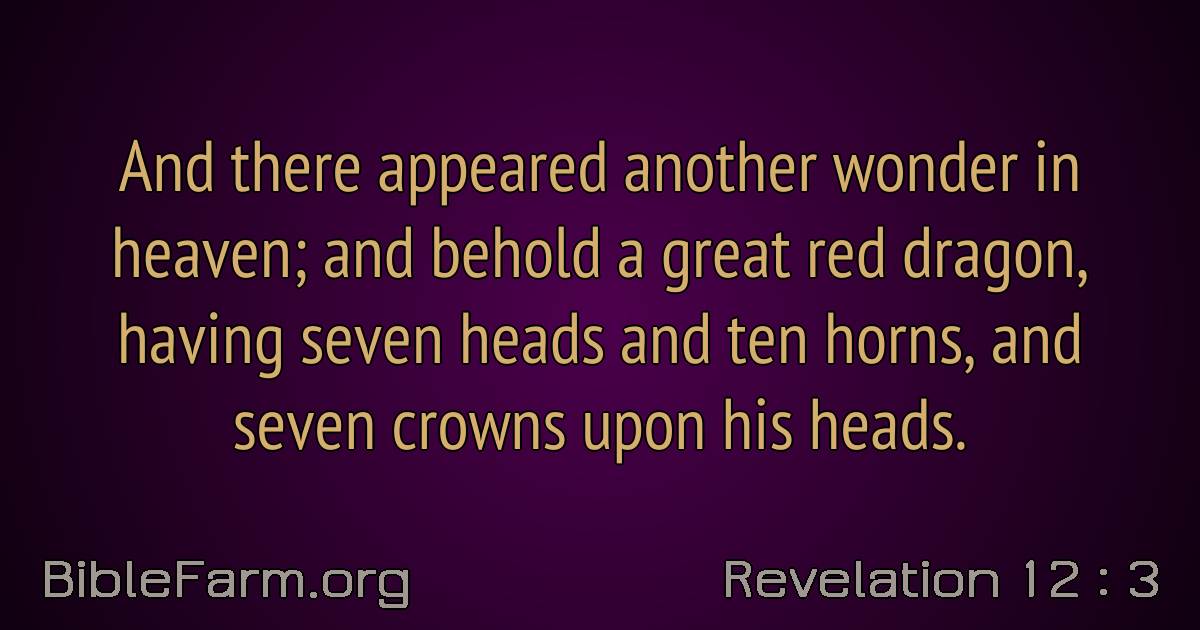 And there appeared another wonder in
heaven; and behold a great red dragon,
having seven heads and ten horns, and
seven crowns upon his heads.
BibleFarm.org
Revelation 12 : 3